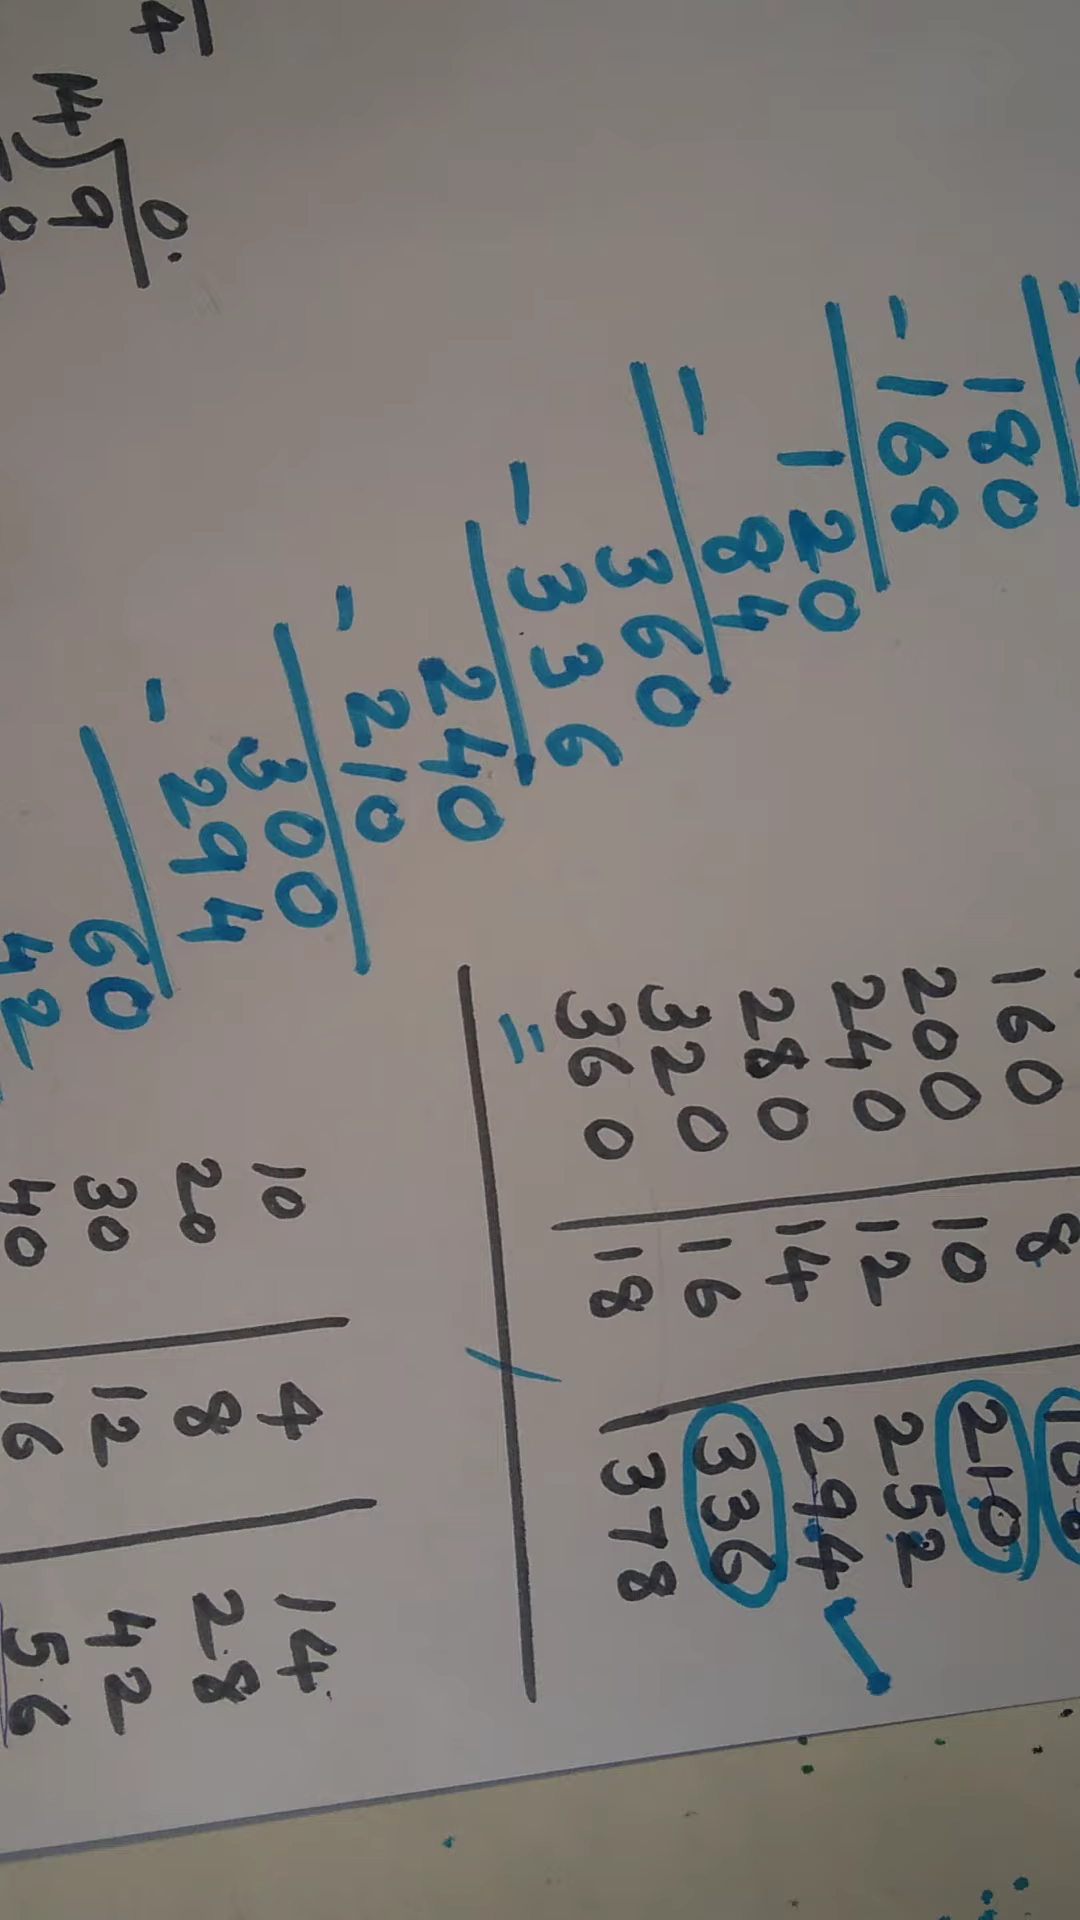 180
- 168
120
- 84
360
- 336
240
- 210
300
- 294
60
42
0.
14)9
0
4
160 8
200 10 210
240 12 252
280 14 294
320 16 336
360 18 378
=
10 4 14
20 8 28
30 12 42
40 16 56